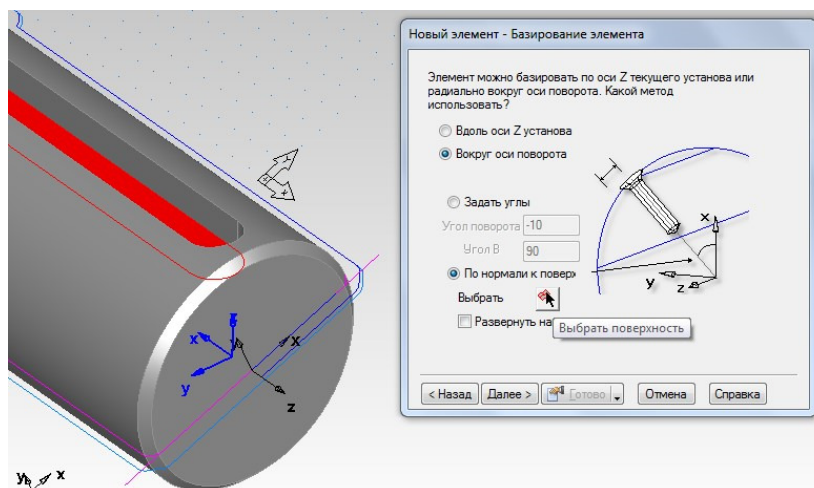 Новый элемент - Базирование элемента
Элемент можно базировать по оси Z текущего установа или
радиально вокруг оси поворота. Какой метод
использовать?
Вдоль оси Z установа
Вокруг оси поворота
Задать углы
Угол поворота -10
Угол B 90
По нормали к поверх
Выбрать
Развернуть на
Выбрать поверхность
x
y
z
x
y
x
z
y x
< Назад Далее > Готово Отмена Справка